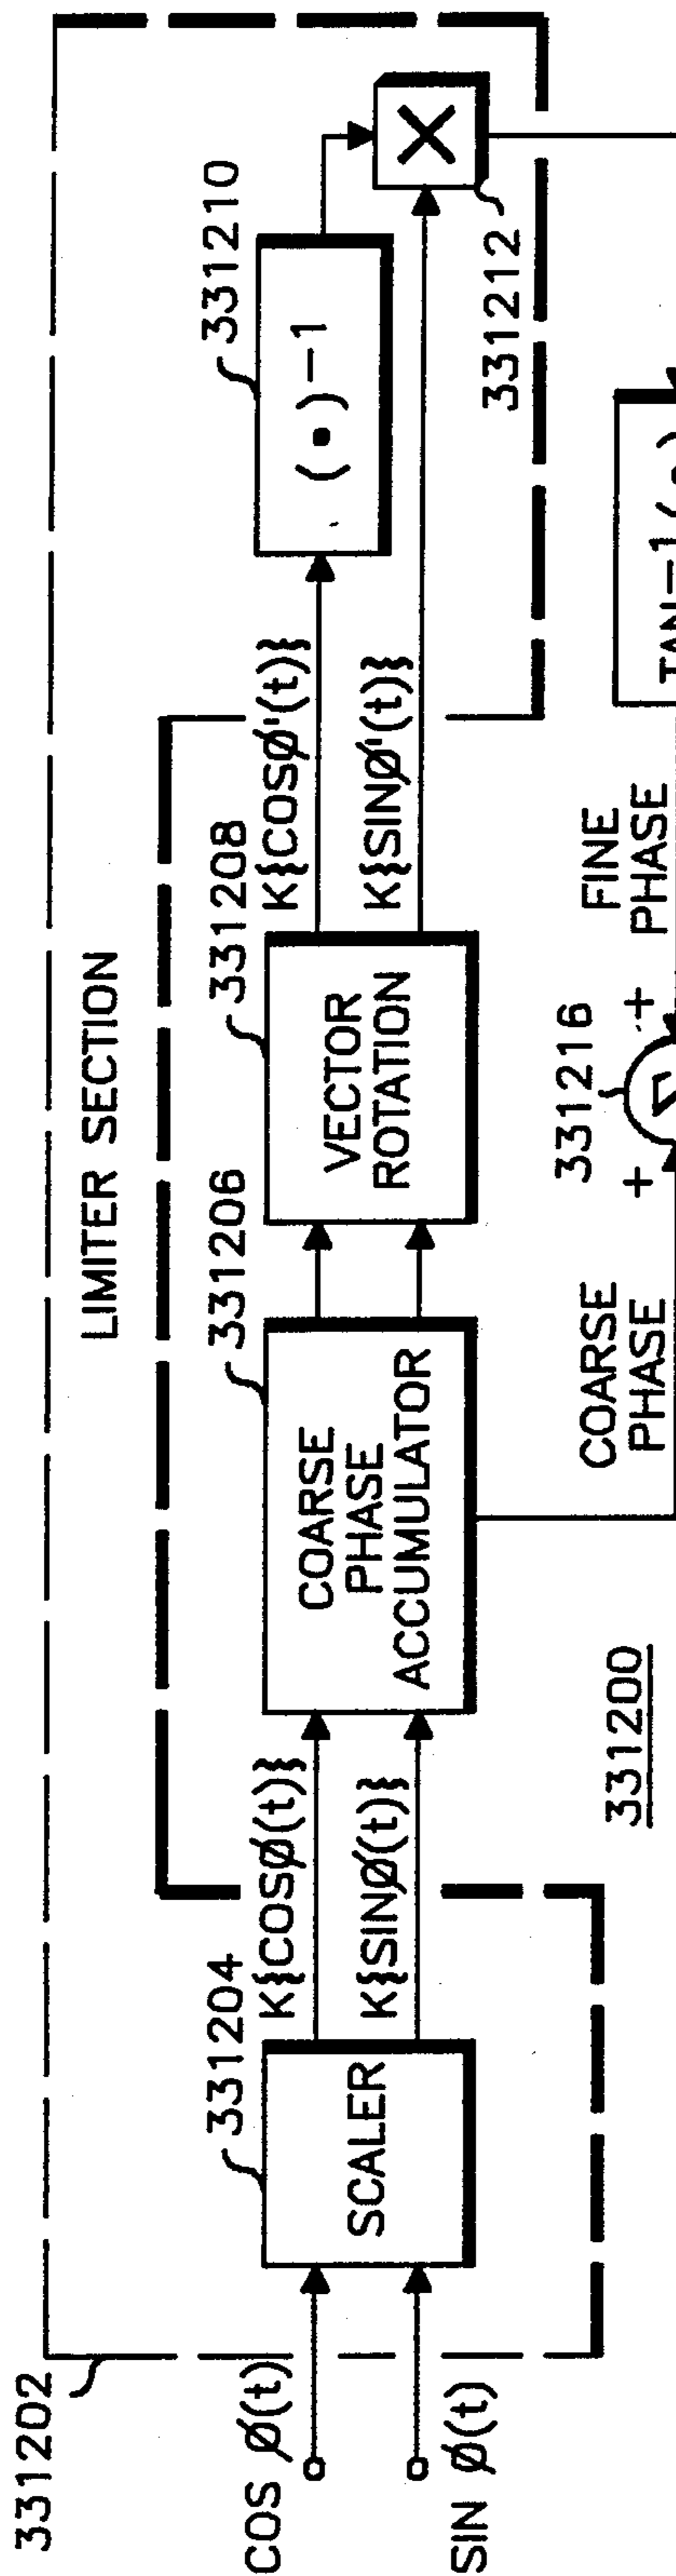 331202
LIMITER SECTION
COS Ø(t)
SIN Ø(t)
331204
SCALER
K{COSØ(t)}
K{SINØ(t)}
331206
COARSE
PHASE
ACCUMULATOR
331208
VECTOR
ROTATION
K{COSØ'(t)}
K{SINØ'(t)}
331210
(•)-1
X
331212
331200
COARSE
PHASE
+
331216
+
FINE
PHASE